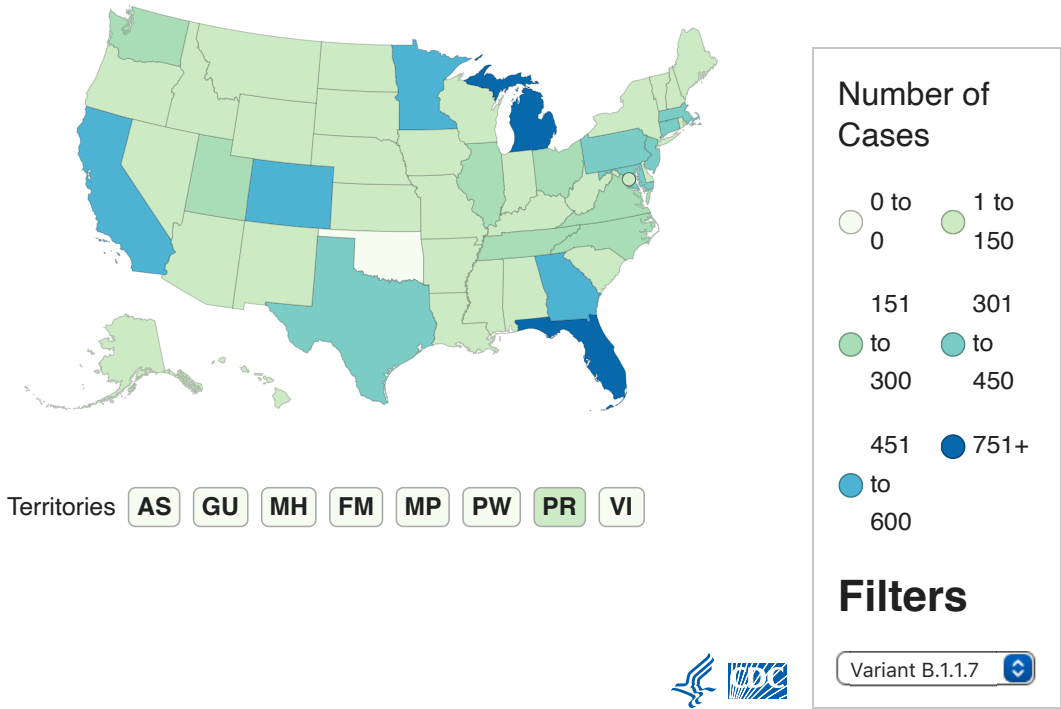 Number of
Cases
0 to
0
1 to
150
151
to
300
301
to
450
451
to
600
751+
Territories AS GU MH FM MP PW PR VI
Filters
Variant B.1.1.7
CDC